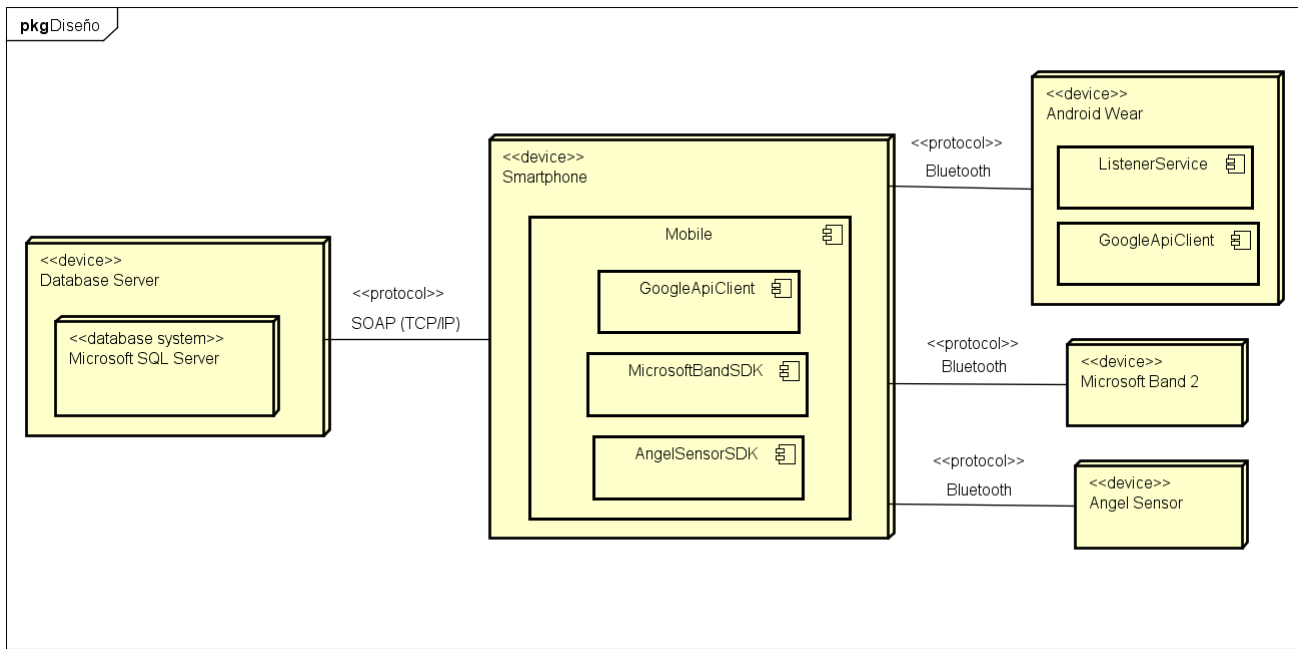 pkgDiseño
<<device>>
Database Server
<<database system>>
Microsoft SQL Server
<<protocol>>
SOAP (TCP/IP)
<<device>>
Smartphone
Mobile
GoogleApiClient
MicrosoftBandSDK
AngelSensorSDK
<<protocol>>
Bluetooth
<<device>>
Android Wear
ListenerService
GoogleApiClient
<<protocol>>
Bluetooth
<<device>>
Microsoft Band 2
<<protocol>>
Bluetooth
<<device>>
Angel Sensor